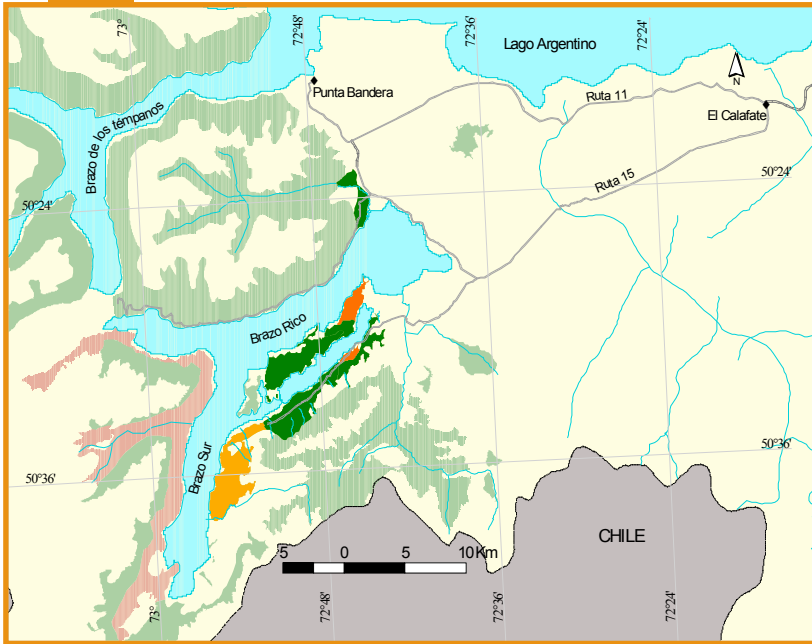 73°
72°48'
72°36'
72°24'
Lago Argentino
N
Punta Bandera
Ruta 11
El Calafate
Brazo de los témpanos
50°24'
Ruta 15
50°24'
Brazo Rico
50°36'
Brazo Sur
50°36'
CHILE
5 0 5 10 Km
73°
72°48'
72°36'
72°24'